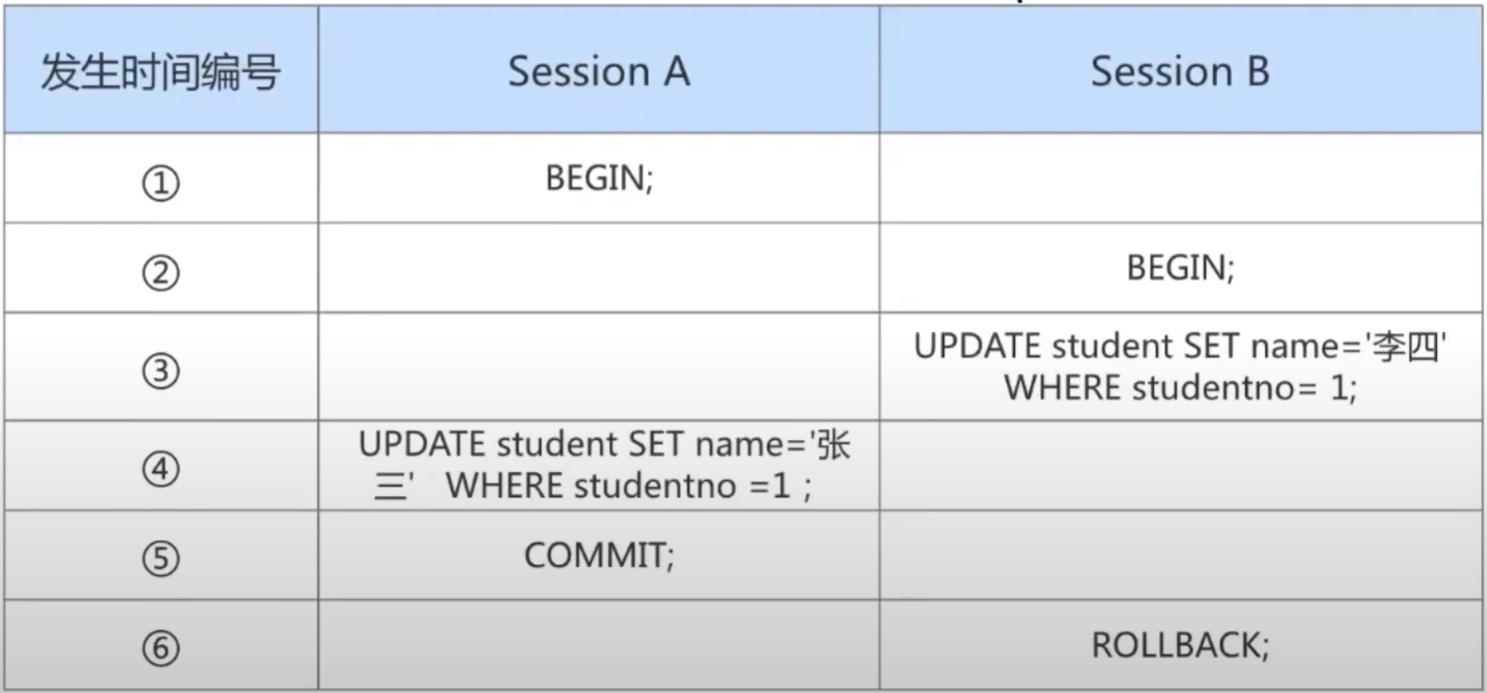 发生时间编号 Session A Session B
① BEGIN;
② BEGIN;
③ UPDATE student SET name='李四'
WHERE studentno= 1;
④ UPDATE student SET name='张
三' WHERE studentno =1 ;
⑤ COMMIT;
⑥ ROLLBACK;